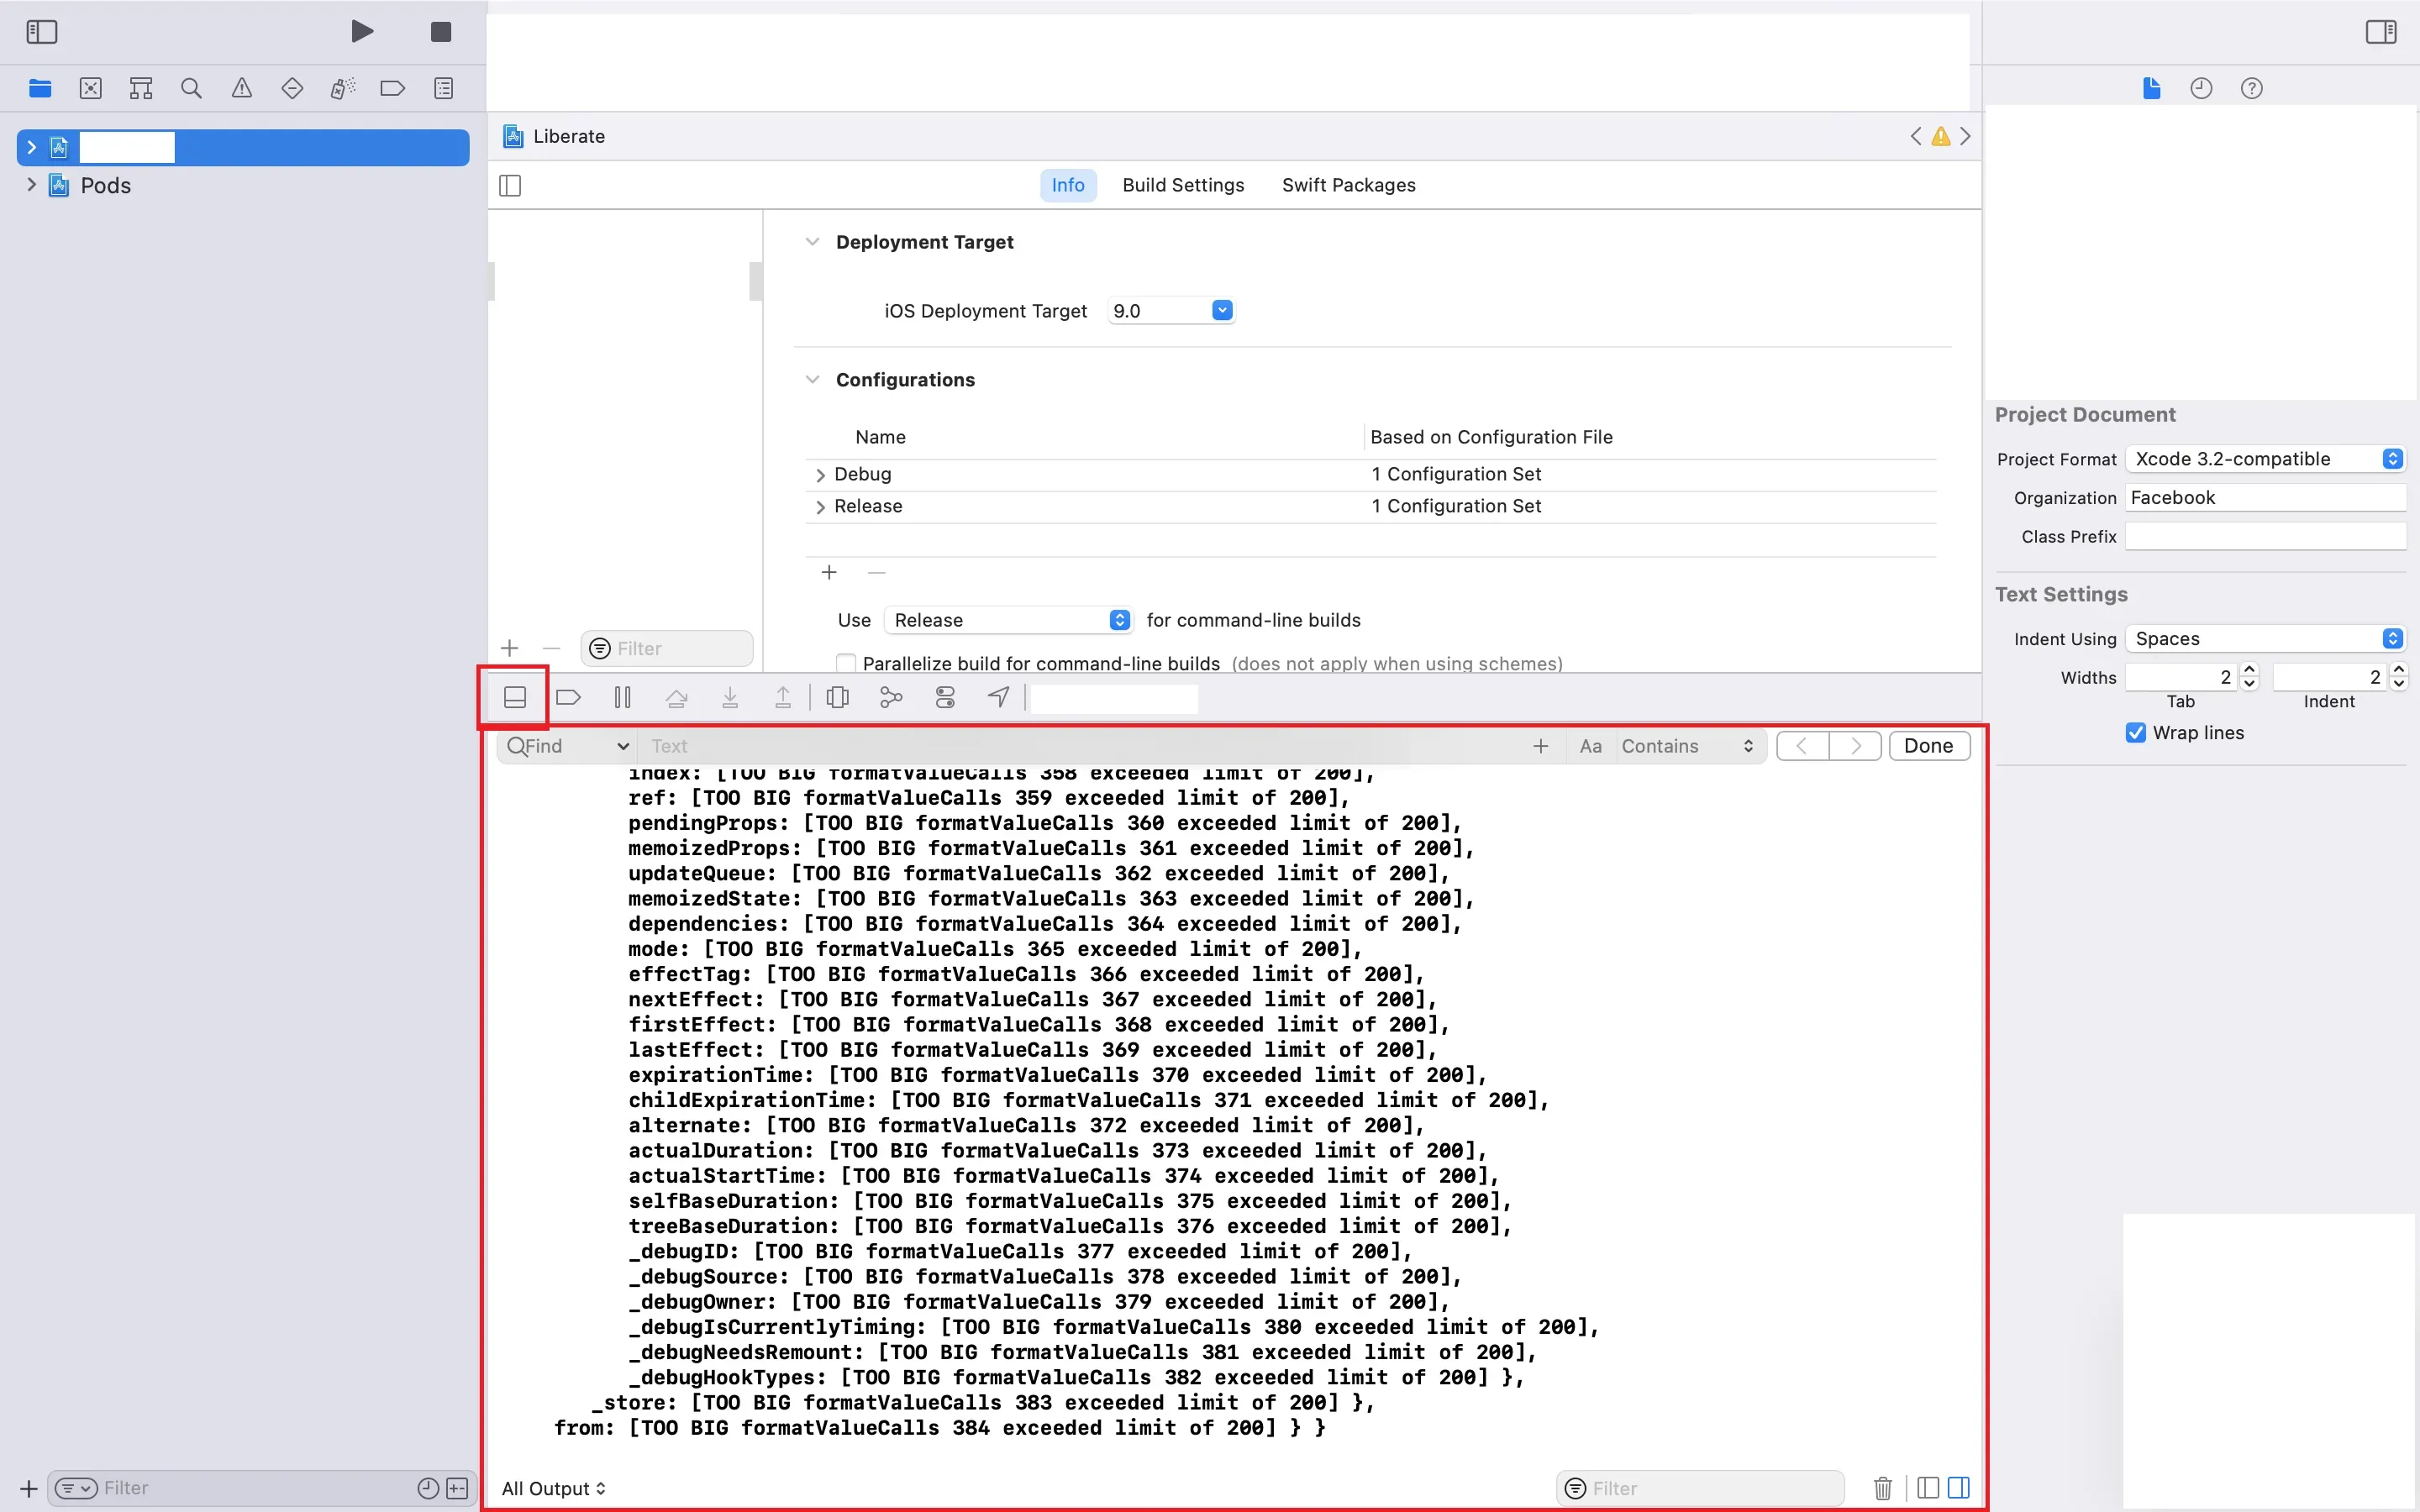 Pods
Liberate
Info Build Settings Swift Packages
Deployment Target
iOS Deployment Target 9.0
Configurations
Name Based on Configuration File
Debug 1 Configuration Set
Release 1 Configuration Set
Use Release for command-line builds
Filter
Parallelize build for command-line builds (does not apply when using schemes)
Project Document
Project Format Xcode 3.2-compatible
Organization Facebook
Class Prefix
Text Settings
Indent Using Spaces
Widths 2 2
Tab Indent
Wrap lines
Find Text Aa Contains Done
index: [TOO BIG formatValueCalls 358 exceeded limit of 200],
ref: [TOO BIG formatValueCalls 359 exceeded limit of 200],
pendingProps: [TOO BIG formatValueCalls 360 exceeded limit of 200],
memoizedProps: [TOO BIG formatValueCalls 361 exceeded limit of 200],
updateQueue: [TOO BIG formatValueCalls 362 exceeded limit of 200],
memoizedState: [TOO BIG formatValueCalls 363 exceeded limit of 200],
dependencies: [TOO BIG formatValueCalls 364 exceeded limit of 200],
mode: [TOO BIG formatValueCalls 365 exceeded limit of 200],
effectTag: [TOO BIG formatValueCalls 366 exceeded limit of 200],
nextEffect: [TOO BIG formatValueCalls 367 exceeded limit of 200],
firstEffect: [TOO BIG formatValueCalls 368 exceeded limit of 200],
lastEffect: [TOO BIG formatValueCalls 369 exceeded limit of 200],
expirationTime: [TOO BIG formatValueCalls 370 exceeded limit of 200],
childExpirationTime: [TOO BIG formatValueCalls 371 exceeded limit of 200],
alternate: [TOO BIG formatValueCalls 372 exceeded limit of 200],
actualDuration: [TOO BIG formatValueCalls 373 exceeded limit of 200],
actualStartTime: [TOO BIG formatValueCalls 374 exceeded limit of 200],
selfBaseDuration: [TOO BIG formatValueCalls 375 exceeded limit of 200],
treeBaseDuration: [TOO BIG formatValueCalls 376 exceeded limit of 200],
_debugID: [TOO BIG formatValueCalls 377 exceeded limit of 200],
_debugSource: [TOO BIG formatValueCalls 378 exceeded limit of 200],
_debugOwner: [TOO BIG formatValueCalls 379 exceeded limit of 200],
_debugIsCurrentlyTiming: [TOO BIG formatValueCalls 380 exceeded limit of 200],
_debugNeedsRemount: [TOO BIG formatValueCalls 381 exceeded limit of 200],
_debugHookTypes: [TOO BIG formatValueCalls 382 exceeded limit of 200] },
_store: [TOO BIG formatValueCalls 383 exceeded limit of 200] },
from: [TOO BIG formatValueCalls 384 exceeded limit of 200] } }
Filter
All Output
Filter